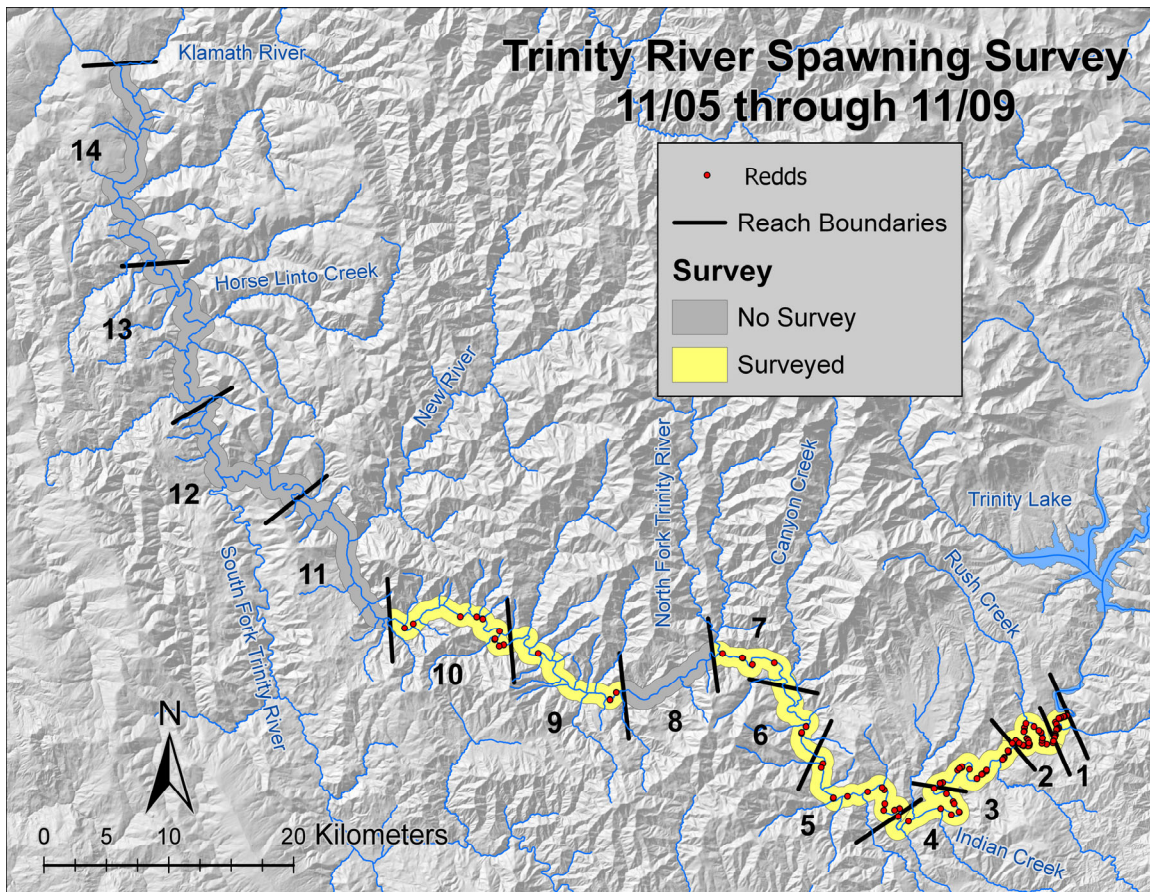 Trinity River Spawning Survey
11/05 through 11/09
Klamath River
Redds
Reach Boundaries
Survey
No Survey
Surveyed
14
Horse Linto Creek
13
New River
12
South Fork Trinity River
11
North Fork Trinity River
Canyon Creek
Trinity Lake
Rush Creek
10
9
8
7
6
5
4
3
2
1
Indian Creek
N
0 5 10 20 Kilometers